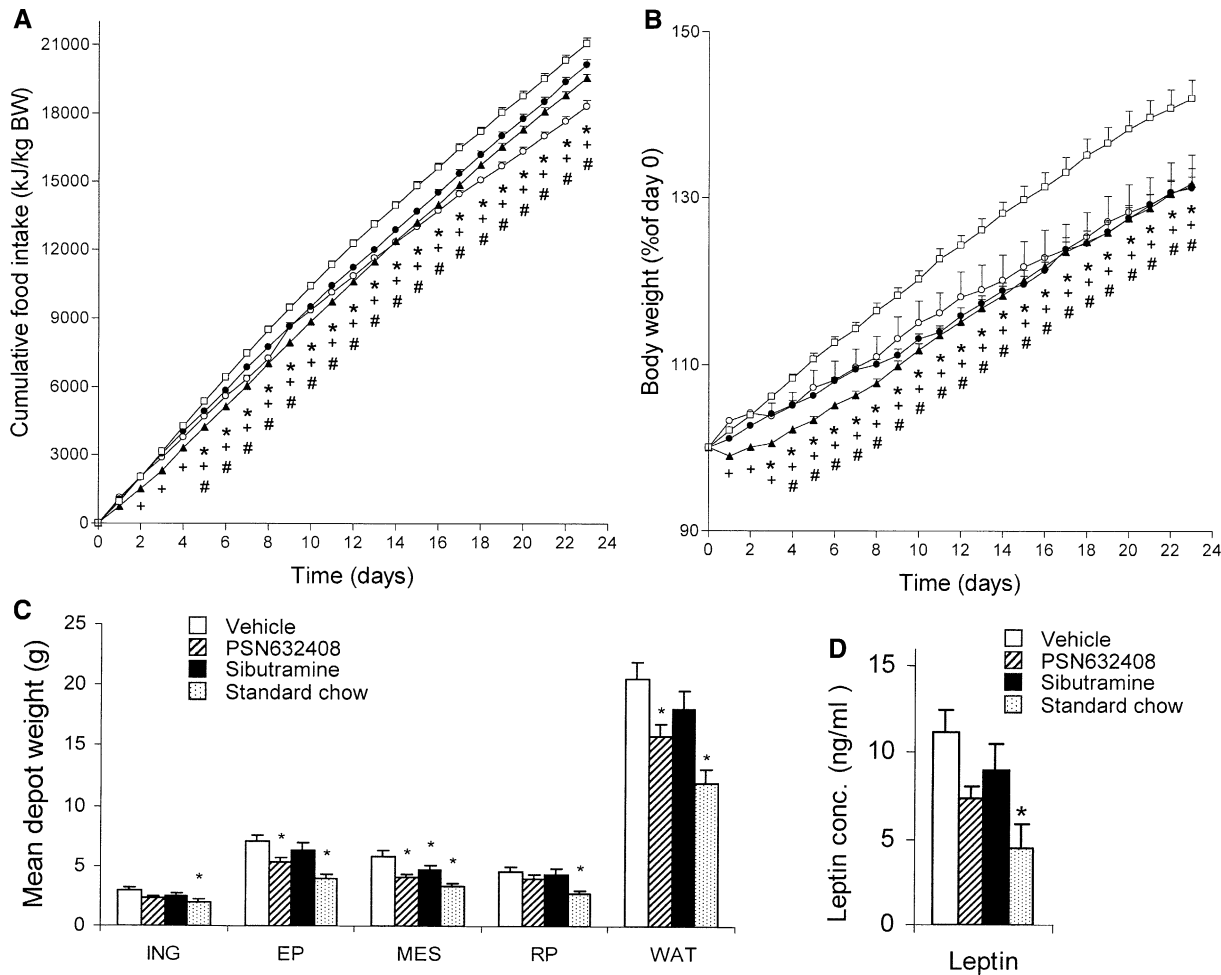 A
21000
18000
15000
12000
9000
6000
3000
0
Cumulative food intake (kJ/kg BW)
* * * * * * * * * * * * * * * * * * *
+ + + + + + + + + + + + + + + + + + + + + +
# # # # # # # # # # # # # # # # # # #
0 2 4 6 8 10 12 14 16 18 20 22 24
Time (days)
B
150
130
110
90
Body weight (%of day 0)
* * * * * * * * * * * * * * * * * * * * *
+ + + + + + + + + + + + + + + + + + + + + + +
# # # # # # # # # # # # # # # # # # # #
0 2 4 6 8 10 12 14 16 18 20 22 24
Time (days)
C
25
20
15
10
5
0
Mean depot weight (g)
Vehicle
PSN632408
Sibutramine
Standard chow
* * * * * * * * *
ING EP MES RP WAT
D
15
10
5
0
Leptin conc. (ng/ml )
Vehicle
PSN632408
Sibutramine
Standard chow
*
Leptin